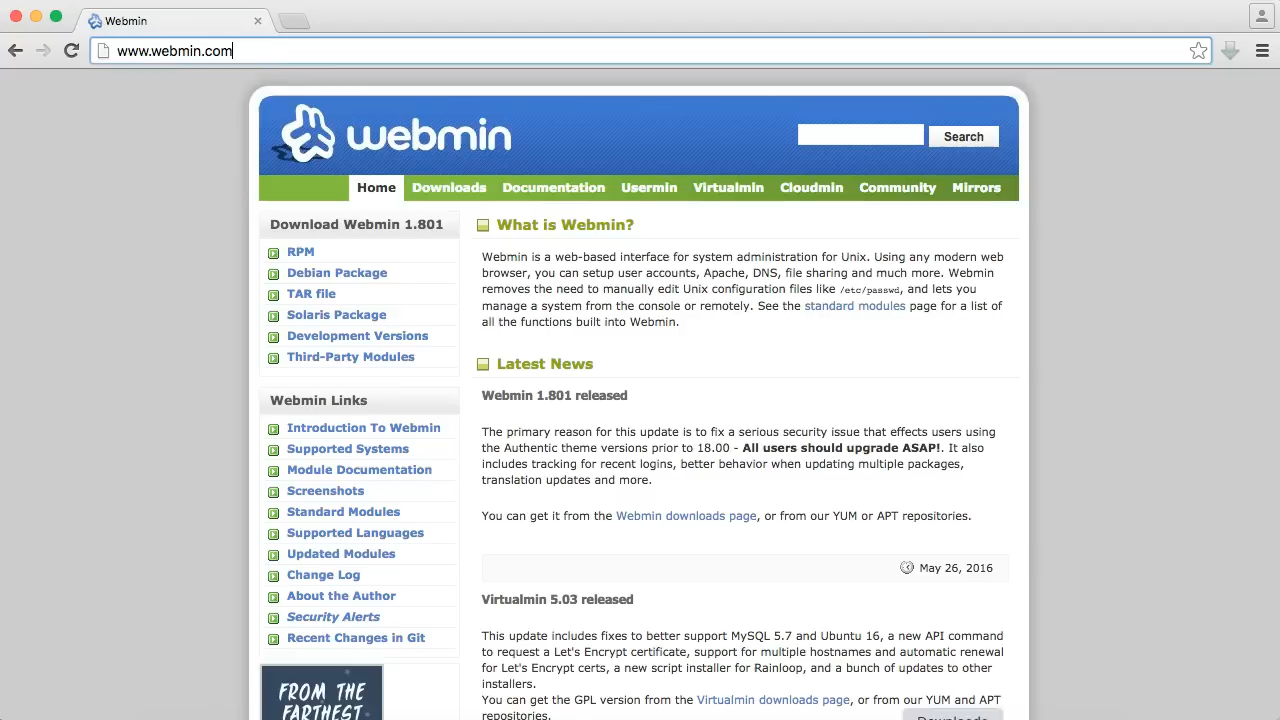 Webmin
www.webmin.com
webmin
Search
Home Downloads Documentation Usermin Virtualmin Cloudmin Community Mirrors
Download Webmin 1.801
RPM
Debian Package
TAR file
Solaris Package
Development Versions
Third-Party Modules
Webmin Links
Introduction To Webmin
Supported Systems
Module Documentation
Screenshots
Standard Modules
Supported Languages
Updated Modules
Change Log
About the Author
Security Alerts
Recent Changes in Git
FROM THE
FARTHEST
What is Webmin?
Webmin is a web-based interface for system administration for Unix. Using any modern web
browser, you can setup user accounts, Apache, DNS, file sharing and much more. Webmin
removes the need to manually edit Unix configuration files like /etc/passwd, and lets you
manage a system from the console or remotely. See the standard modules page for a list of
all the functions built into Webmin.
Latest News
Webmin 1.801 released
The primary reason for this update is to fix a serious security issue that effects users using
the Authentic theme versions prior to 18.00 - All users should upgrade ASAP!. It also
includes tracking for recent logins, better behavior when updating multiple packages,
translation updates and more.
You can get it from the Webmin downloads page, or from our YUM or APT repositories.
May 26, 2016
Virtualmin 5.03 released
This update includes fixes to better support MySQL 5.7 and Ubuntu 16, a new API command
to request a Let's Encrypt certificate, support for multiple hostnames and automatic renewal
for Let's Encrypt certs, a new script installer for Rainloop, and a bunch of updates to other
installers.
You can get the GPL version from the Virtualmin downloads page, or from our YUM and APT
repositories.
Downloads